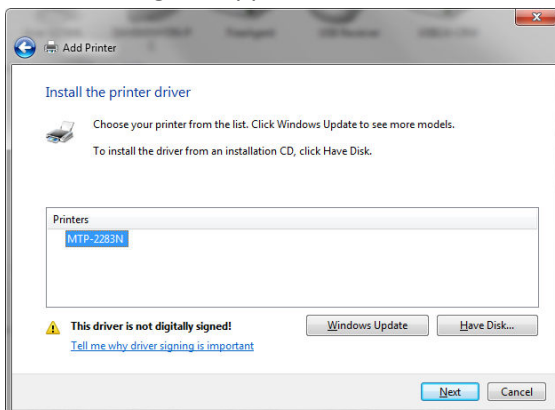 Add Printer
Install the printer driver
Choose your printer from the list. Click Windows Update to see more models.
To install the driver from an installation CD, click Have Disk.
Printers
MTP-2283N
This driver is not digitally signed!
Windows Update
Have Disk...
Tell me why driver signing is important
Next
Cancel